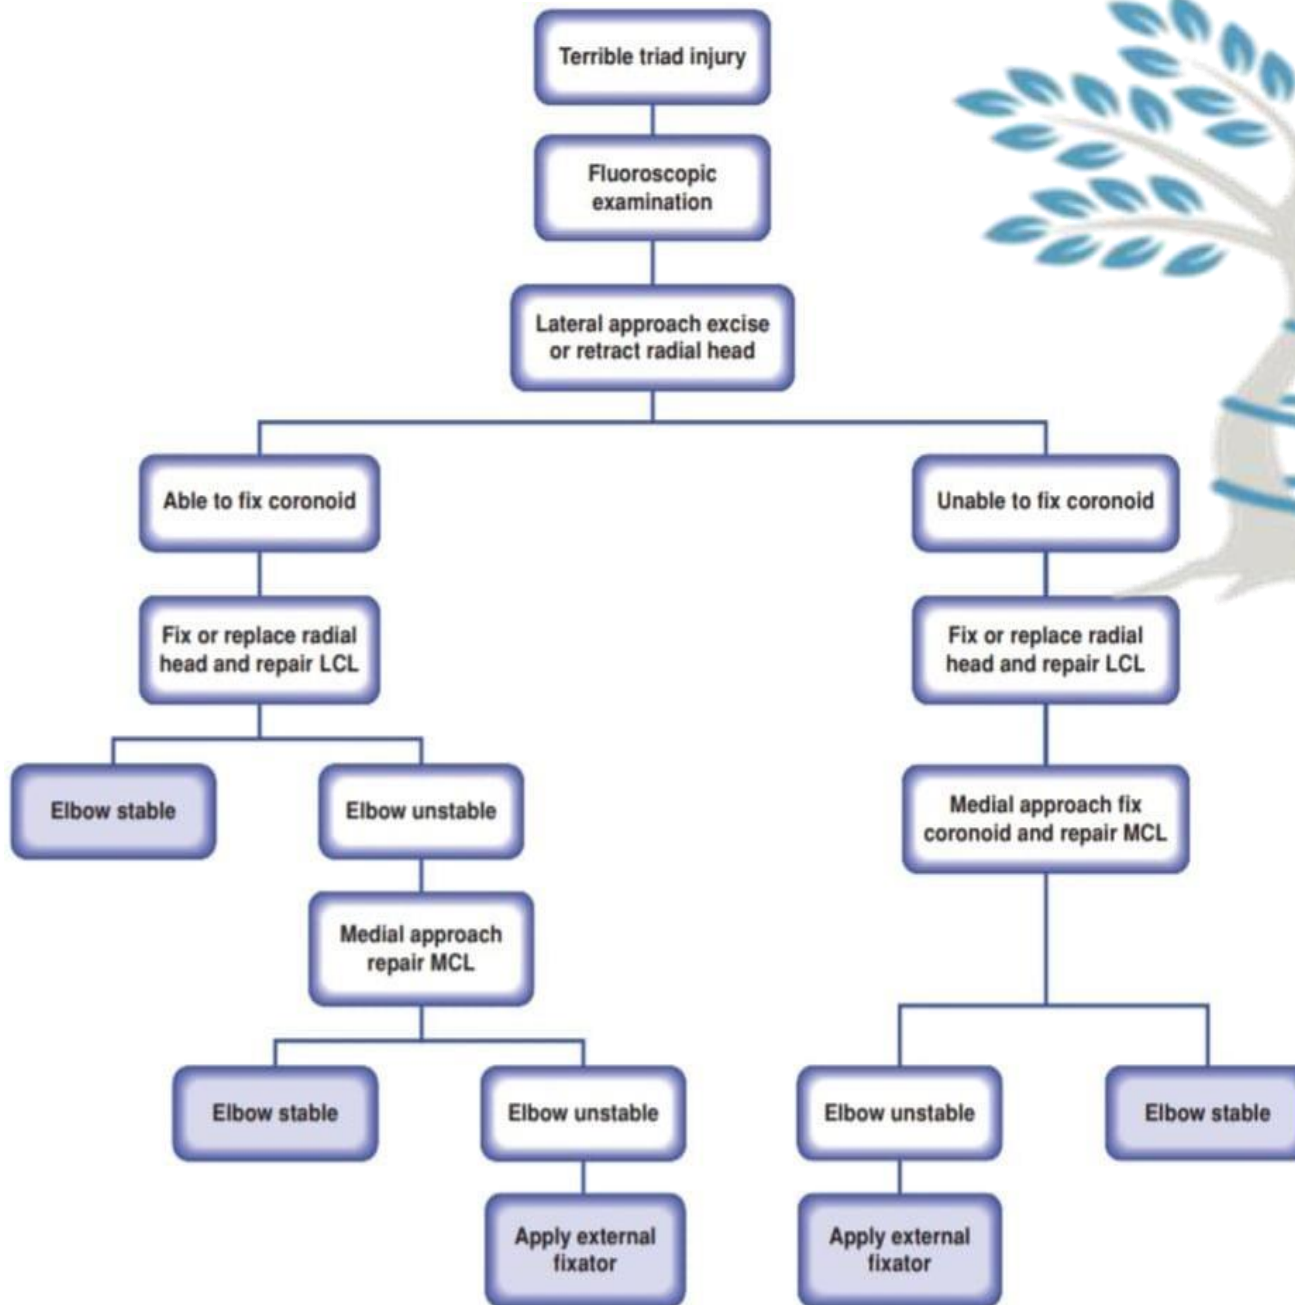 Terrible triad injury
Fluoroscopic
examination
Lateral approach excise
or retract radial head
Able to fix coronoid
Unable to fix coronoid
Fix or replace radial
head and repair LCL
Fix or replace radial
head and repair LCL
Elbow stable
Elbow unstable
Medial approach fix
coronoid and repair MCL
Medial approach
repair MCL
Elbow stable
Elbow unstable
Elbow unstable
Elbow stable
Apply external
fixator
Apply external
fixator